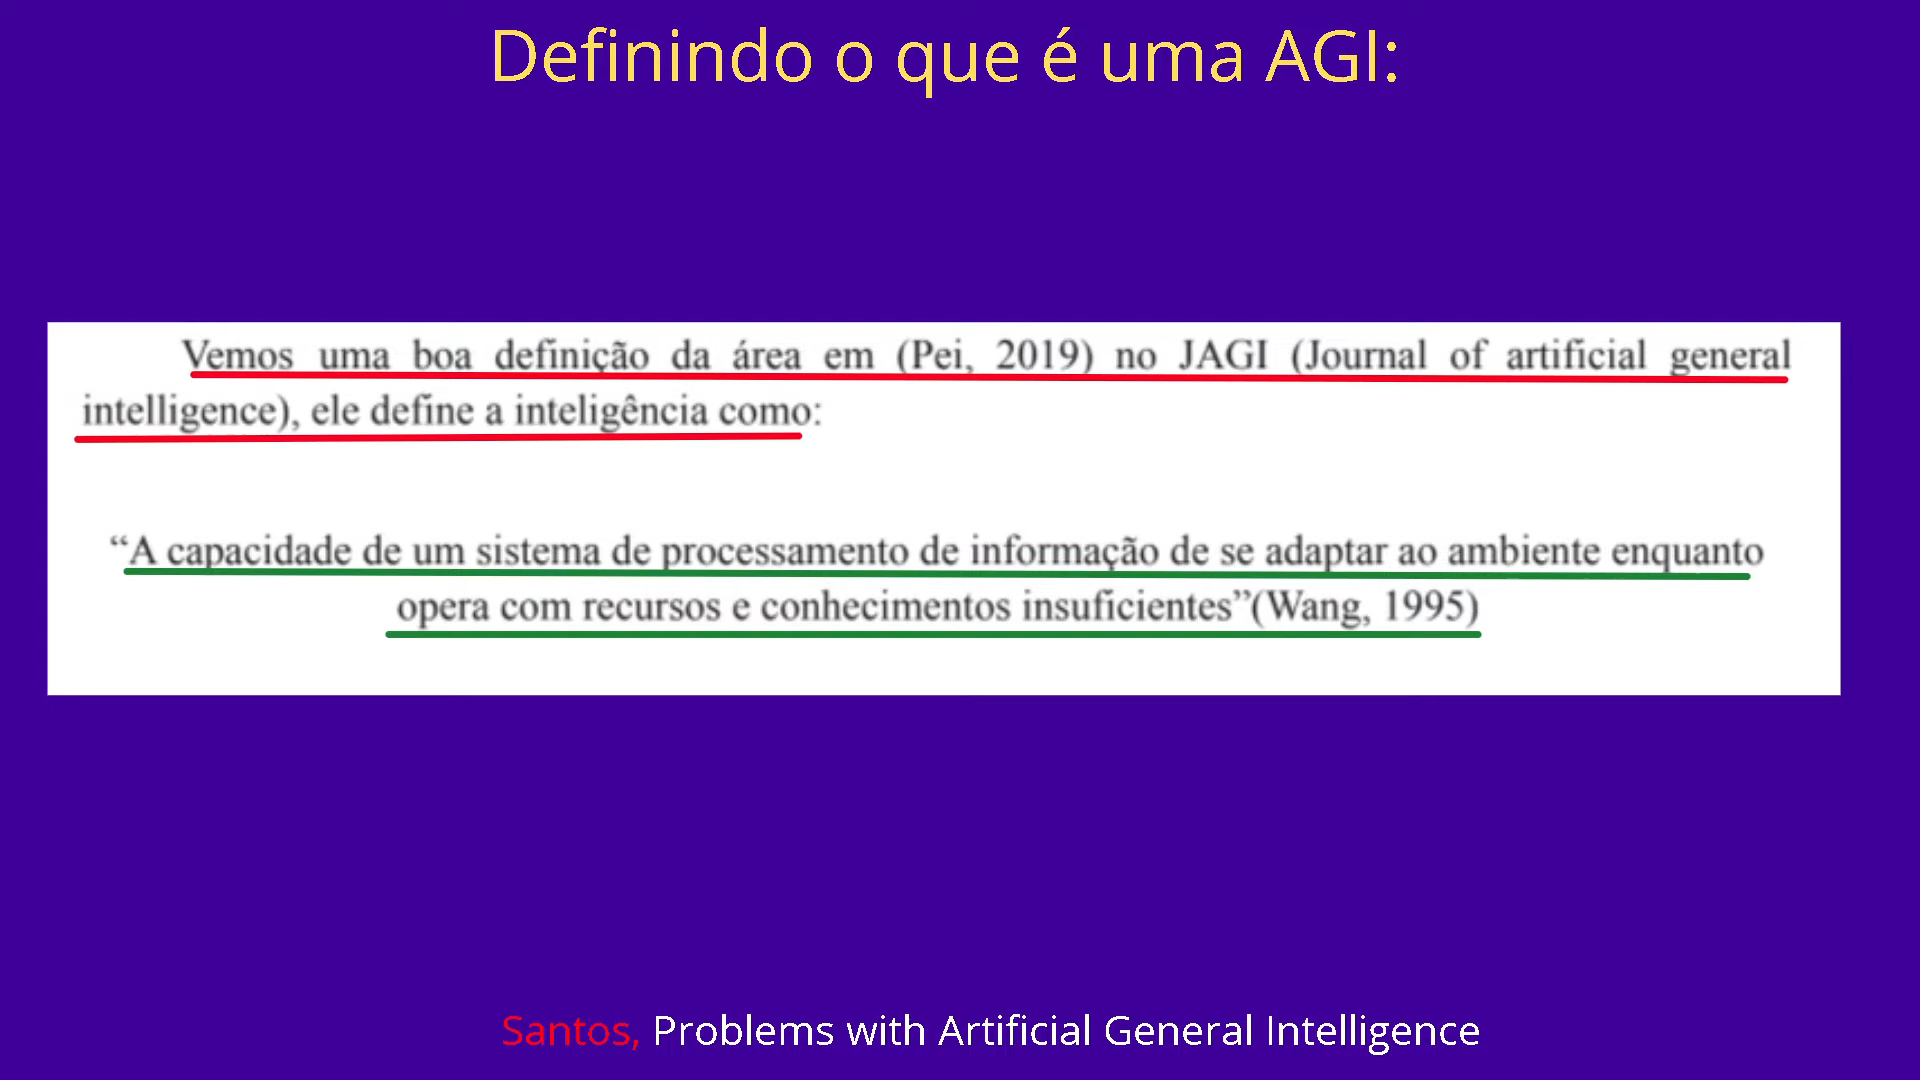 Definindo o que é uma AGI:
Vemos uma boa definição da área em (Pei, 2019) no JAGI (Journal of artificial general
intelligence), ele define a inteligência como:
“A capacidade de um sistema de processamento de informação de se adaptar ao ambiente enquanto
opera com recursos e conhecimentos insuficientes”(Wang, 1995)
Santos, Problems with Artificial General Intelligence